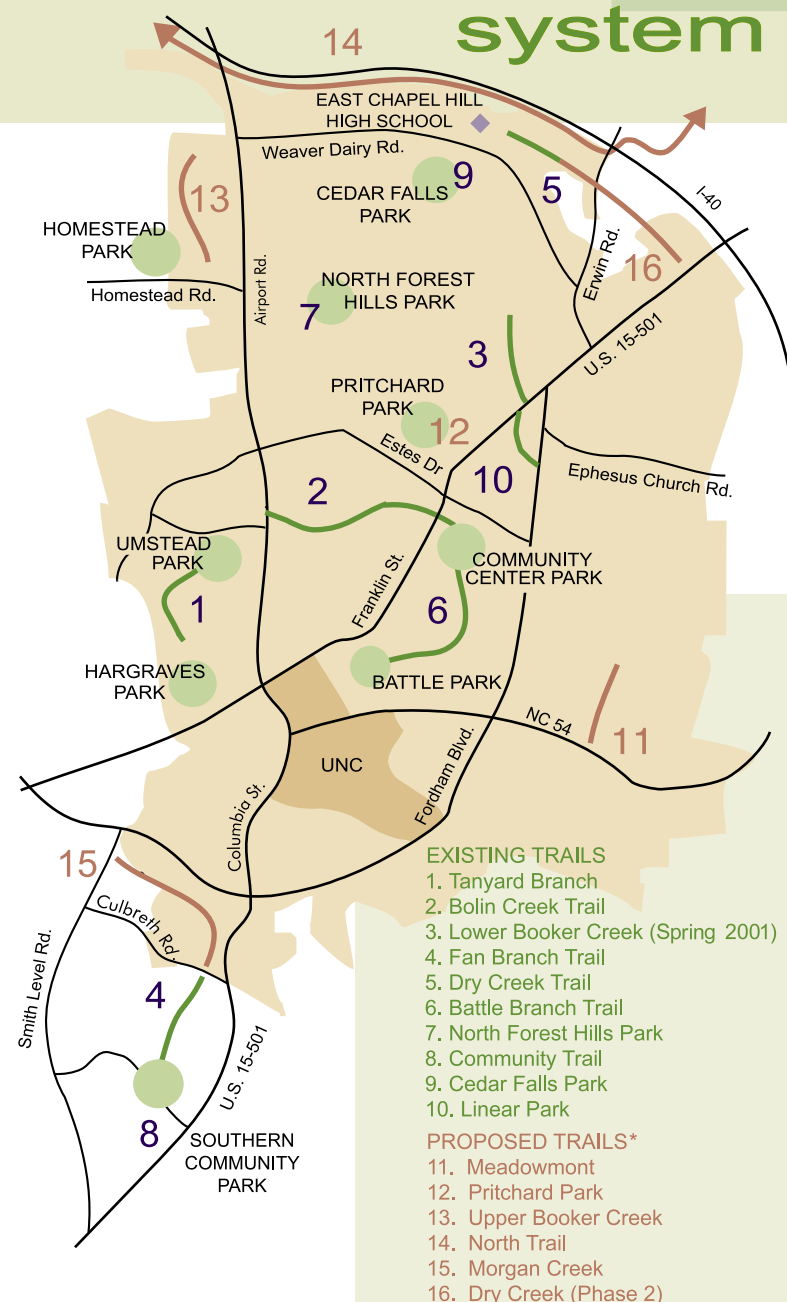 system
14
EAST CHAPEL HILL
HIGH SCHOOL
Weaver Dairy Rd.
9
CEDAR FALLS
PARK
5
13
I-40
HOMESTEAD
PARK
Homestead Rd.
Airport Rd.
Erwin Rd.
16
NORTH FOREST
HILLS PARK
7
U.S. 15-501
3
PRITCHARD
PARK
12
Estes Dr
10
Ephesus Church Rd.
2
UMSTEAD
PARK
COMMUNITY
CENTER PARK
Franklin St.
1
6
HARGRAVES
PARK
BATTLE PARK
NC 54
11
UNC
Fordham Blvd.
Columbia St.
15
Culbreth Rd.
Smith Level Rd.
4
U.S. 15-501
8
SOUTHERN
COMMUNITY
PARK
EXISTING TRAILS
1. Tanyard Branch
2. Bolin Creek Trail
3. Lower Booker Creek (Spring 2001)
4. Fan Branch Trail
5. Dry Creek Trail
6. Battle Branch Trail
7. North Forest Hills Park
8. Community Trail
9. Cedar Falls Park
10. Linear Park
PROPOSED TRAILS*
11. Meadowmont
12. Pritchard Park
13. Upper Booker Creek
14. North Trail
15. Morgan Creek
16. Dry Creek (Phase 2)